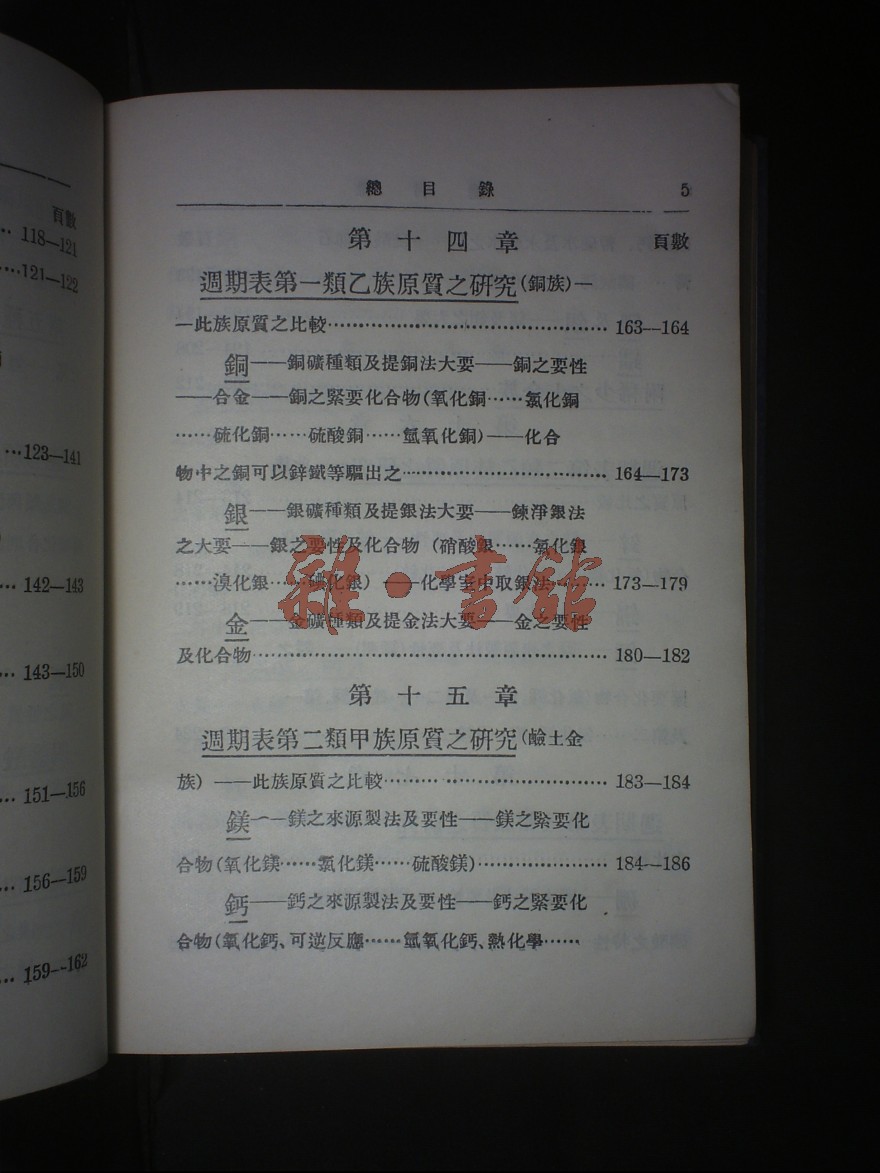 頁數
118—121
…121—122
…123—141
142—143
143—150
151—156
156—159
159--162
總目錄 5
第十四章 頁數
週期表第一類乙族原質之研究(銅族)—
—此族原質之比較…………………………………163—164
銅——銅礦種類及提銅法大要——銅之要性
——合金——銅之緊要化合物(氧化銅……氯化銅
……硫化銅……硫酸銅……氫氧化銅)——化合
物中之銅可以鋅鐵等驅出之……………………164—173
銀——銀礦種類及提銀法大要——鍊淨銀法
之大要——銀之要性及化合物(硝酸銀……氯化銀
……溴化銀……碘化銀)——化學室中取銀法………173—179
金——金礦種類及提金法大要——金之要性
及化合物……………………………………………180—182
第十五章
週期表第二類甲族原質之研究(鹼土金
族)——此族原質之比較……………………………183—184
鎂——鎂之來源製法及要性——鎂之緊要化
合物(氧化鎂……氯化鎂……硫酸鎂)………………184—186
鈣——鈣之來源製法及要性——鈣之緊要化
合物(氧化鈣、可逆反應……氫氧化鈣、熱化學……
雜·書館